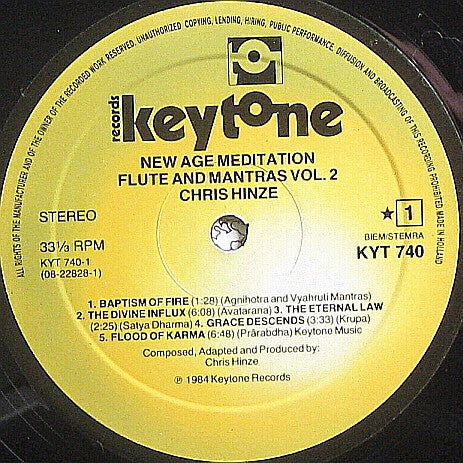 ALL RIGHTS OF THE MANUFACTURER AND OF THE OWNER OF THE RECORDED WORK RESERVED. UNAUTHORIZED COPYING, LENDING, HIRING, PUBLIC PERFORMANCE, DIFFUSION AND BROADCASTING OF THIS RECORD PROHIBITED. MADE IN HOLLAND
records
keytone
NEW AGE MEDITATION
FLUTE AND MANTRAS VOL. 2
CHRIS HINZE
STEREO
★ 1
33⅓ RPM
BIEM/STEMRA
KYT 740
KYT 740-1
(08-22828-1)
1. BAPTISM OF FIRE (1:28) (Agnihotra and Vyahruti Mantras)
2. THE DIVINE INFLUX (6:08) (Avatarana) • 3. THE ETERNAL LAW
(2:25) (Satya Dharma) • 4. GRACE DESCENDS (3:33) (Krupa)
5. FLOOD OF KARMA (6:48) (Prārabdha) Keytone Music
Composed, Adapted and Produced by:
Chris Hinze
℗ 1984 Keytone Records